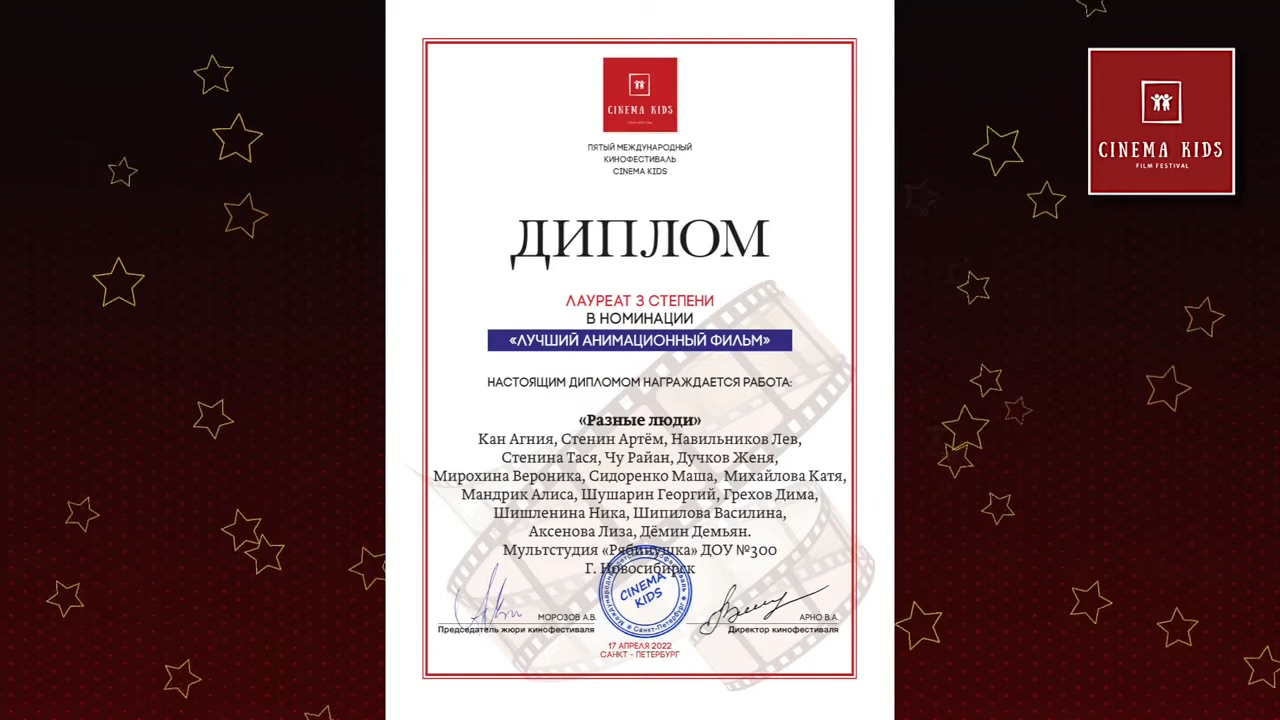 CINEMA KIDS
FILM FESTIVAL
ПЯТЫЙ МЕЖДУНАРОДНЫЙ
КИНОФЕСТИВАЛЬ
CINEMA KIDS
ДИПЛОМ
ЛАУРЕАТ 3 СТЕПЕНИ
В НОМИНАЦИИ
«ЛУЧШИЙ АНИМАЦИОННЫЙ ФИЛЬМ»
НАСТОЯЩИМ ДИПЛОМОМ НАГРАЖДАЕТСЯ РАБОТА:
«Разные люди»
Кан Агния, Стенин Артём, Навильников Лев,
Стенина Тася, Чу Райан, Дучков Женя,
Мирохина Вероника, Сидоренко Маша, Михайлова Катя,
Мандрик Алиса, Шушарин Георгий, Грехов Дима,
Шишленина Ника, Шипилова Василина,
Аксенова Лиза, Дёмин Демьян.
Мультстудия «Рябинушка» ДОУ №300
Г. Новосибирск
CINEMA
KIDS
Санкт-Петербург
МОРОЗОВ А.В.
Председатель жюри кинофестиваля
АРНО В.А.
Директор кинофестиваля
17 АПРЕЛЯ 2022
САНКТ - ПЕТЕРБУРГ
CINEMA KIDS
FILM FESTIVAL